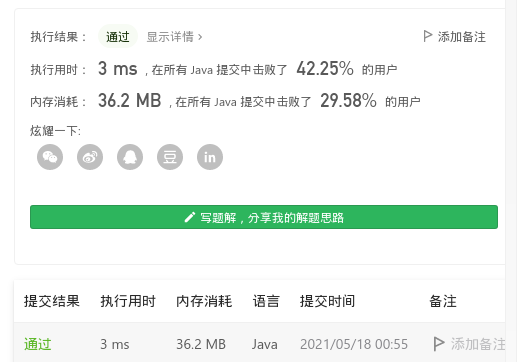 执行结果： 通过 显示详情 › 添加备注
执行用时： 3 ms , 在所有 Java 提交中击败了 42.25% 的用户
内存消耗： 36.2 MB , 在所有 Java 提交中击败了 29.58% 的用户
炫耀一下:
豆 in
写题解，分享我的解题思路
提交结果 执行用时 内存消耗 语言 提交时间 备注
通过 3 ms 36.2 MB Java 2021/05/18 00:55 添加备注